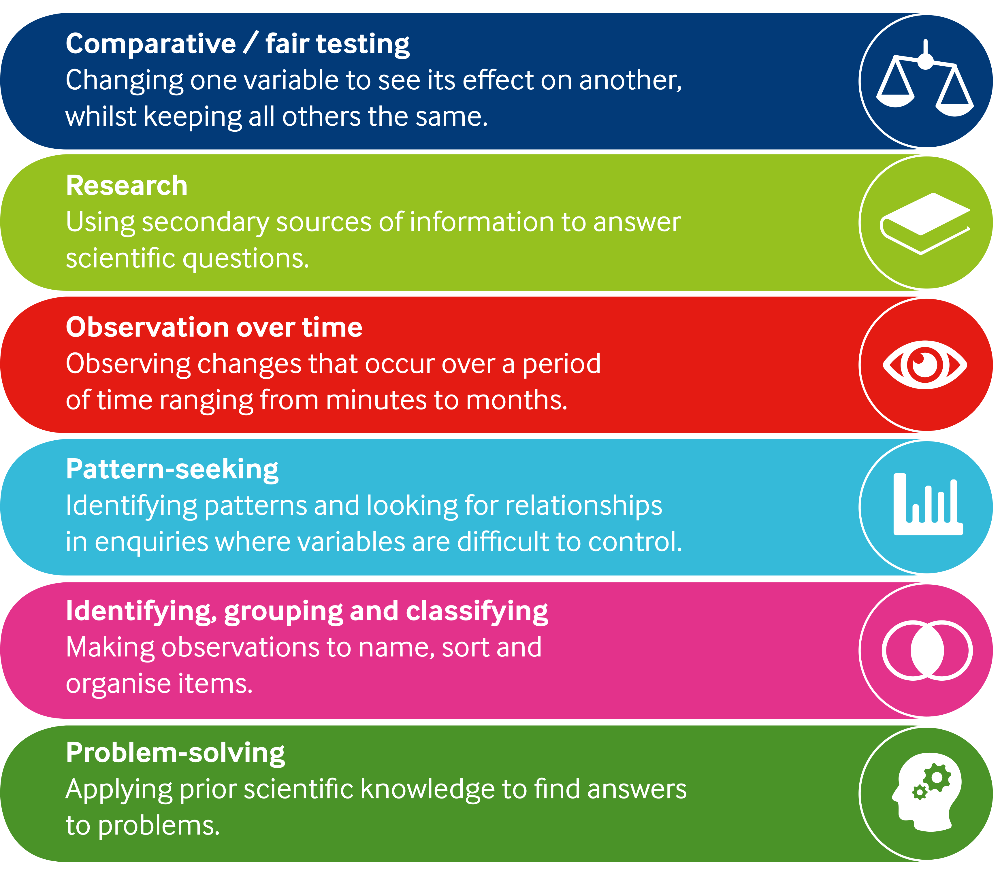 Comparative / fair testing
Changing one variable to see its effect on another,
whilst keeping all others the same.
Research
Using secondary sources of information to answer
scientific questions.
Observation over time
Observing changes that occur over a period
of time ranging from minutes to months.
Pattern-seeking
Identifying patterns and looking for relationships
in enquiries where variables are difficult to control.
Identifying, grouping and classifying
Making observations to name, sort and
organise items.
Problem-solving
Applying prior scientific knowledge to find answers
to problems.